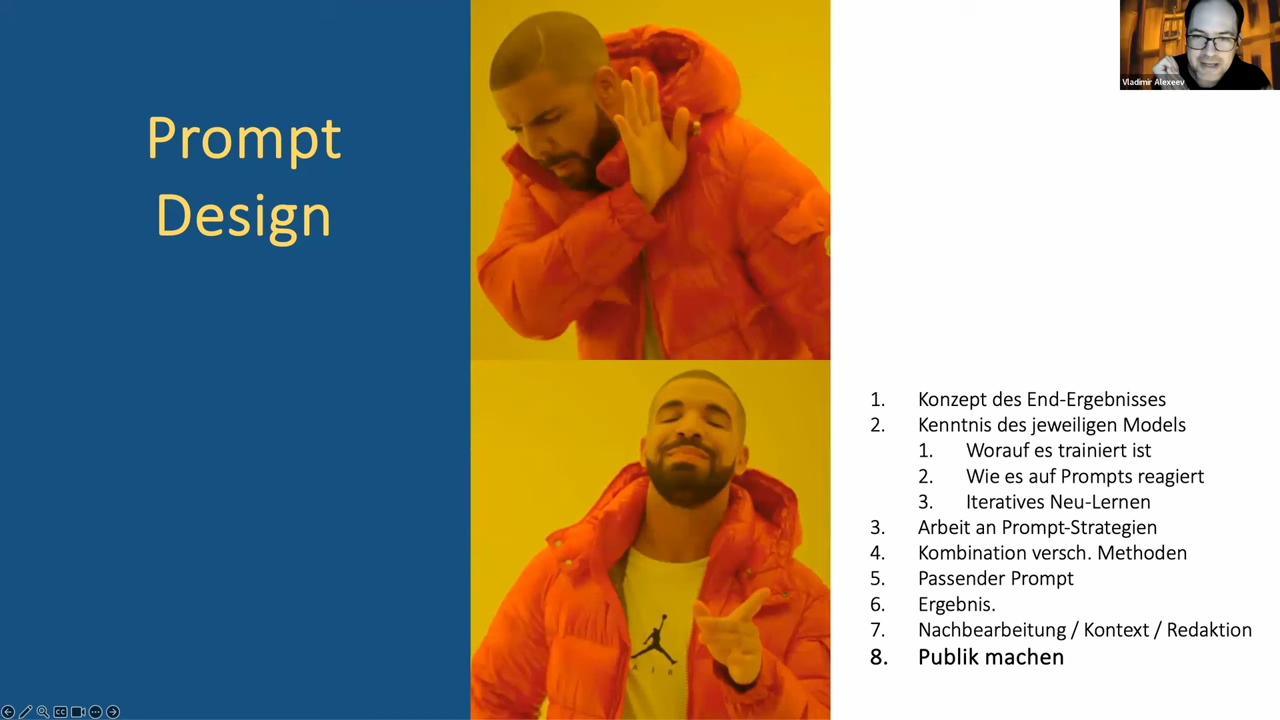 Prompt
Design
Vladimir Alexeev
1. Konzept des End-Ergebnisses
2. Kenntnis des jeweiligen Models
1. Worauf es trainiert ist
2. Wie es auf Prompts reagiert
3. Iteratives Neu-Lernen
3. Arbeit an Prompt-Strategien
4. Kombination versch. Methoden
5. Passender Prompt
6. Ergebnis.
7. Nachbearbeitung / Kontext / Redaktion
8. Publik machen
AIR
CC